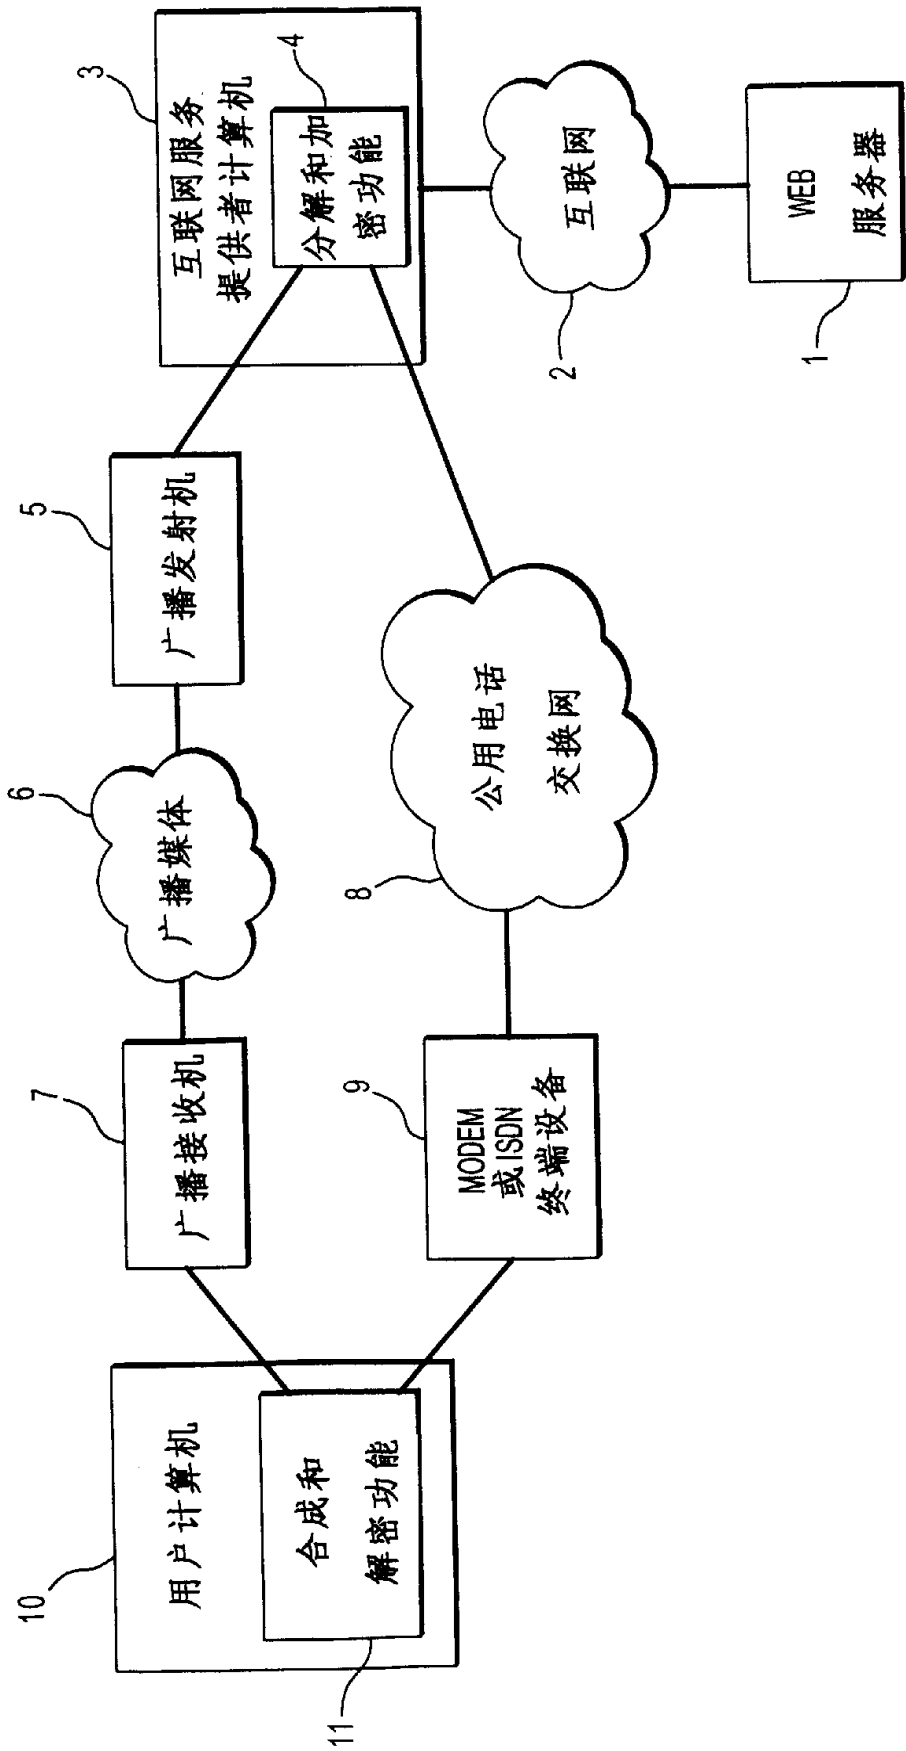 10
用户计算机
合成和
解密功能
11
7
广播接收机
6
广播媒体
5
广播发射机
3
互联网服务
提供者计算机
4
分解和加
密功能
9
MODEM
或ISDN
终端设备
8
公用电话
交换网
2
互联网
1
WEB
服务器